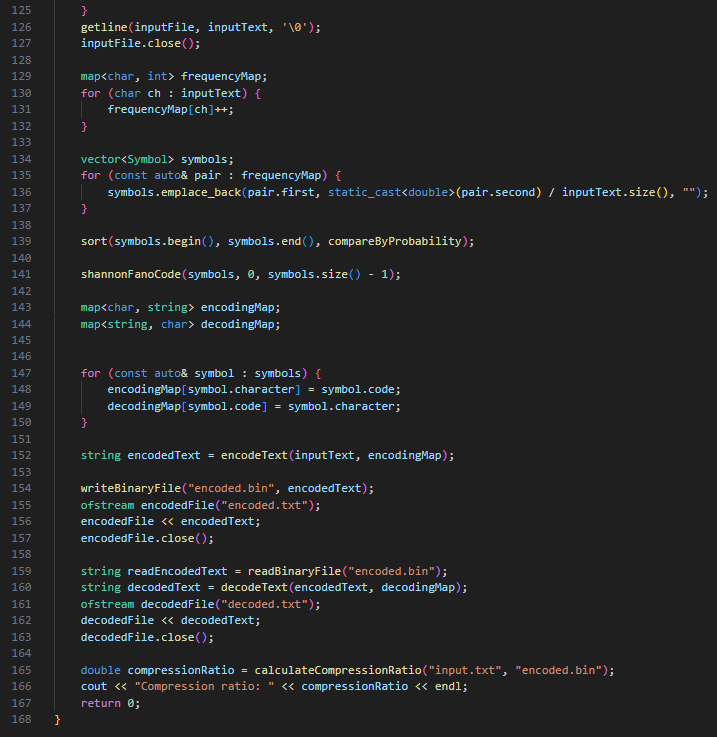 125 }
126 getline(inputFile, inputText, '\0');
127 inputFile.close();
128
129 map<char, int> frequencyMap;
130 for (char ch : inputText) {
131 frequencyMap[ch]++;
132 }
133
134 vector<Symbol> symbols;
135 for (const auto& pair : frequencyMap) {
136 symbols.emplace_back(pair.first, static_cast<double>(pair.second) / inputText.size(), "");
137 }
138
139 sort(symbols.begin(), symbols.end(), compareByProbability);
140
141 shannonFanoCode(symbols, 0, symbols.size() - 1);
142
143 map<char, string> encodingMap;
144 map<string, char> decodingMap;
145
146
147 for (const auto& symbol : symbols) {
148 encodingMap[symbol.character] = symbol.code;
149 decodingMap[symbol.code] = symbol.character;
150 }
151
152 string encodedText = encodeText(inputText, encodingMap);
153
154 writeBinaryFile("encoded.bin", encodedText);
155 ofstream encodedFile("encoded.txt");
156 encodedFile << encodedText;
157 encodedFile.close();
158
159 string readEncodedText = readBinaryFile("encoded.bin");
160 string decodedText = decodeText(encodedText, decodingMap);
161 ofstream decodedFile("decoded.txt");
162 decodedFile << decodedText;
163 decodedFile.close();
164
165 double compressionRatio = calculateCompressionRatio("input.txt", "encoded.bin");
166 cout << "Compression ratio: " << compressionRatio << endl;
167 return 0;
168 }